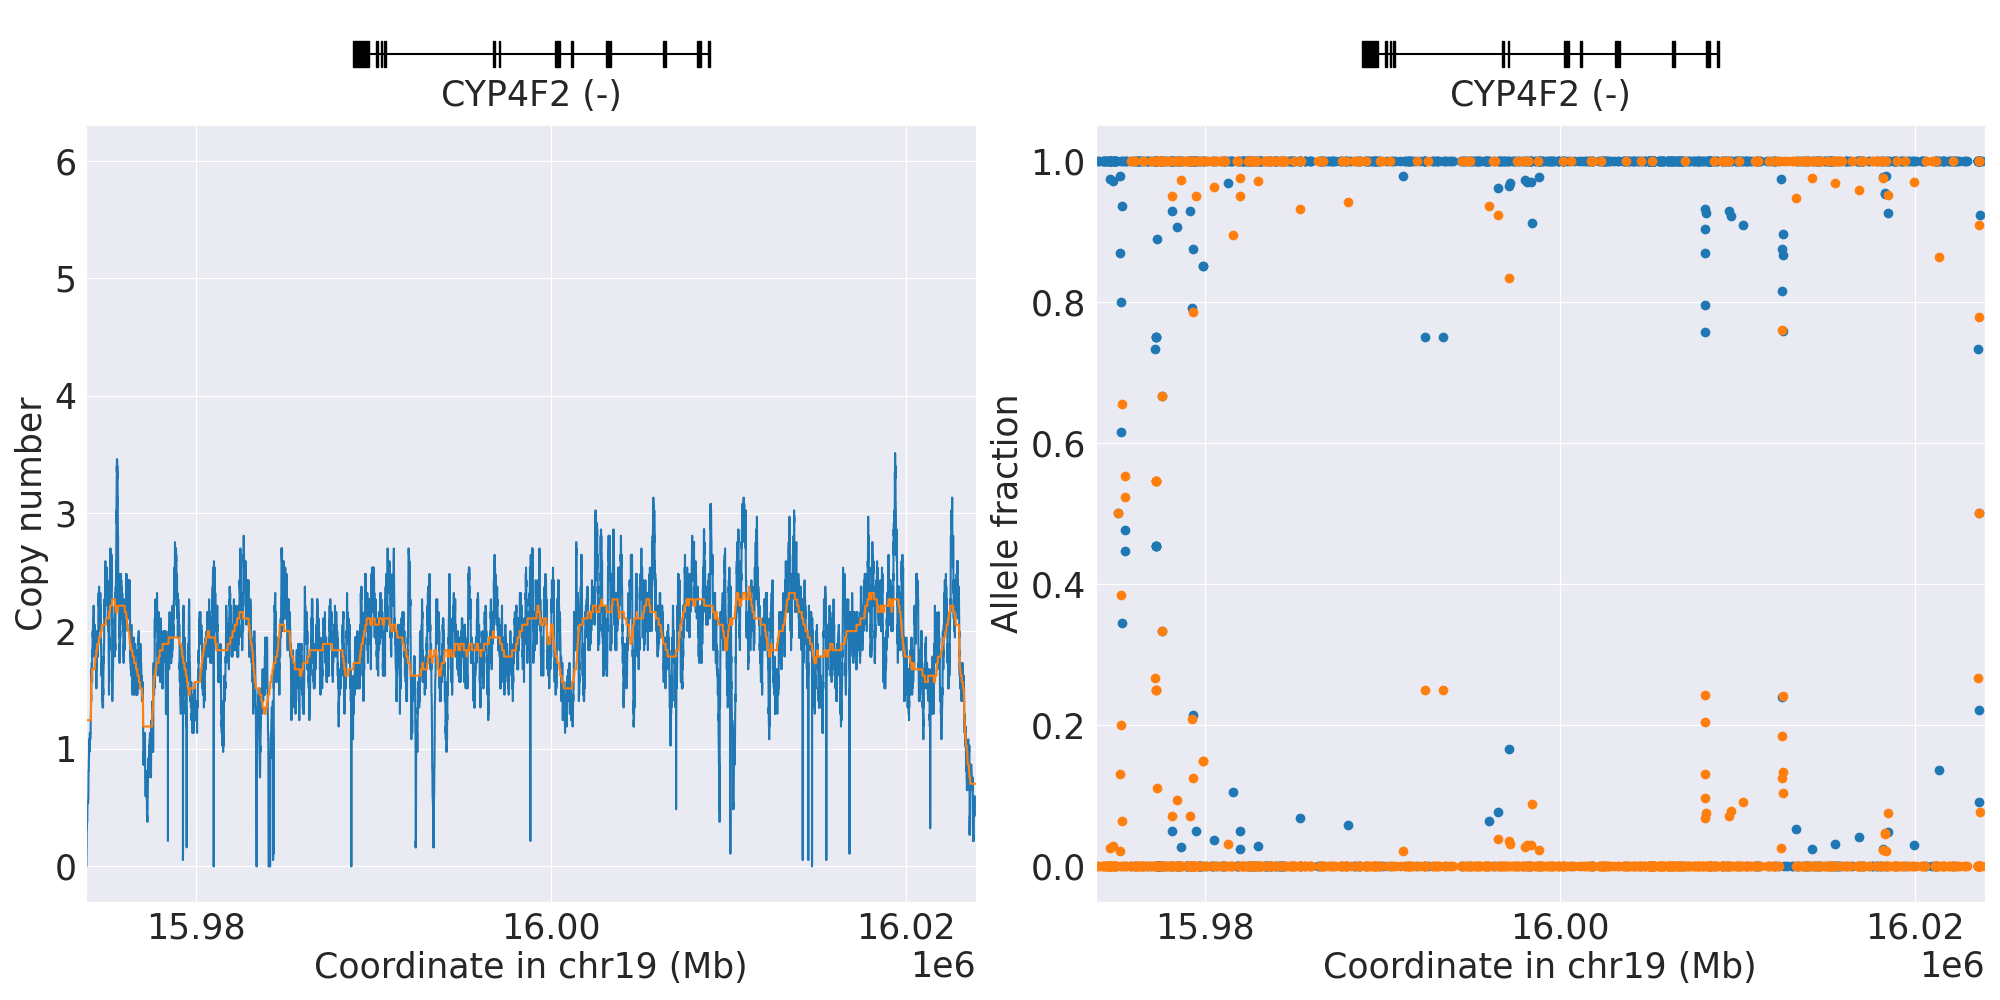 CYP4F2 (-)
6
5
4
3
2
1
0
Copy number
15.98
16.00
16.02
Coordinate in chr19 (Mb)
1e6
CYP4F2 (-)
1.0
0.8
0.6
0.4
0.2
0.0
Allele fraction
15.98
16.00
16.02
Coordinate in chr19 (Mb)
1e6